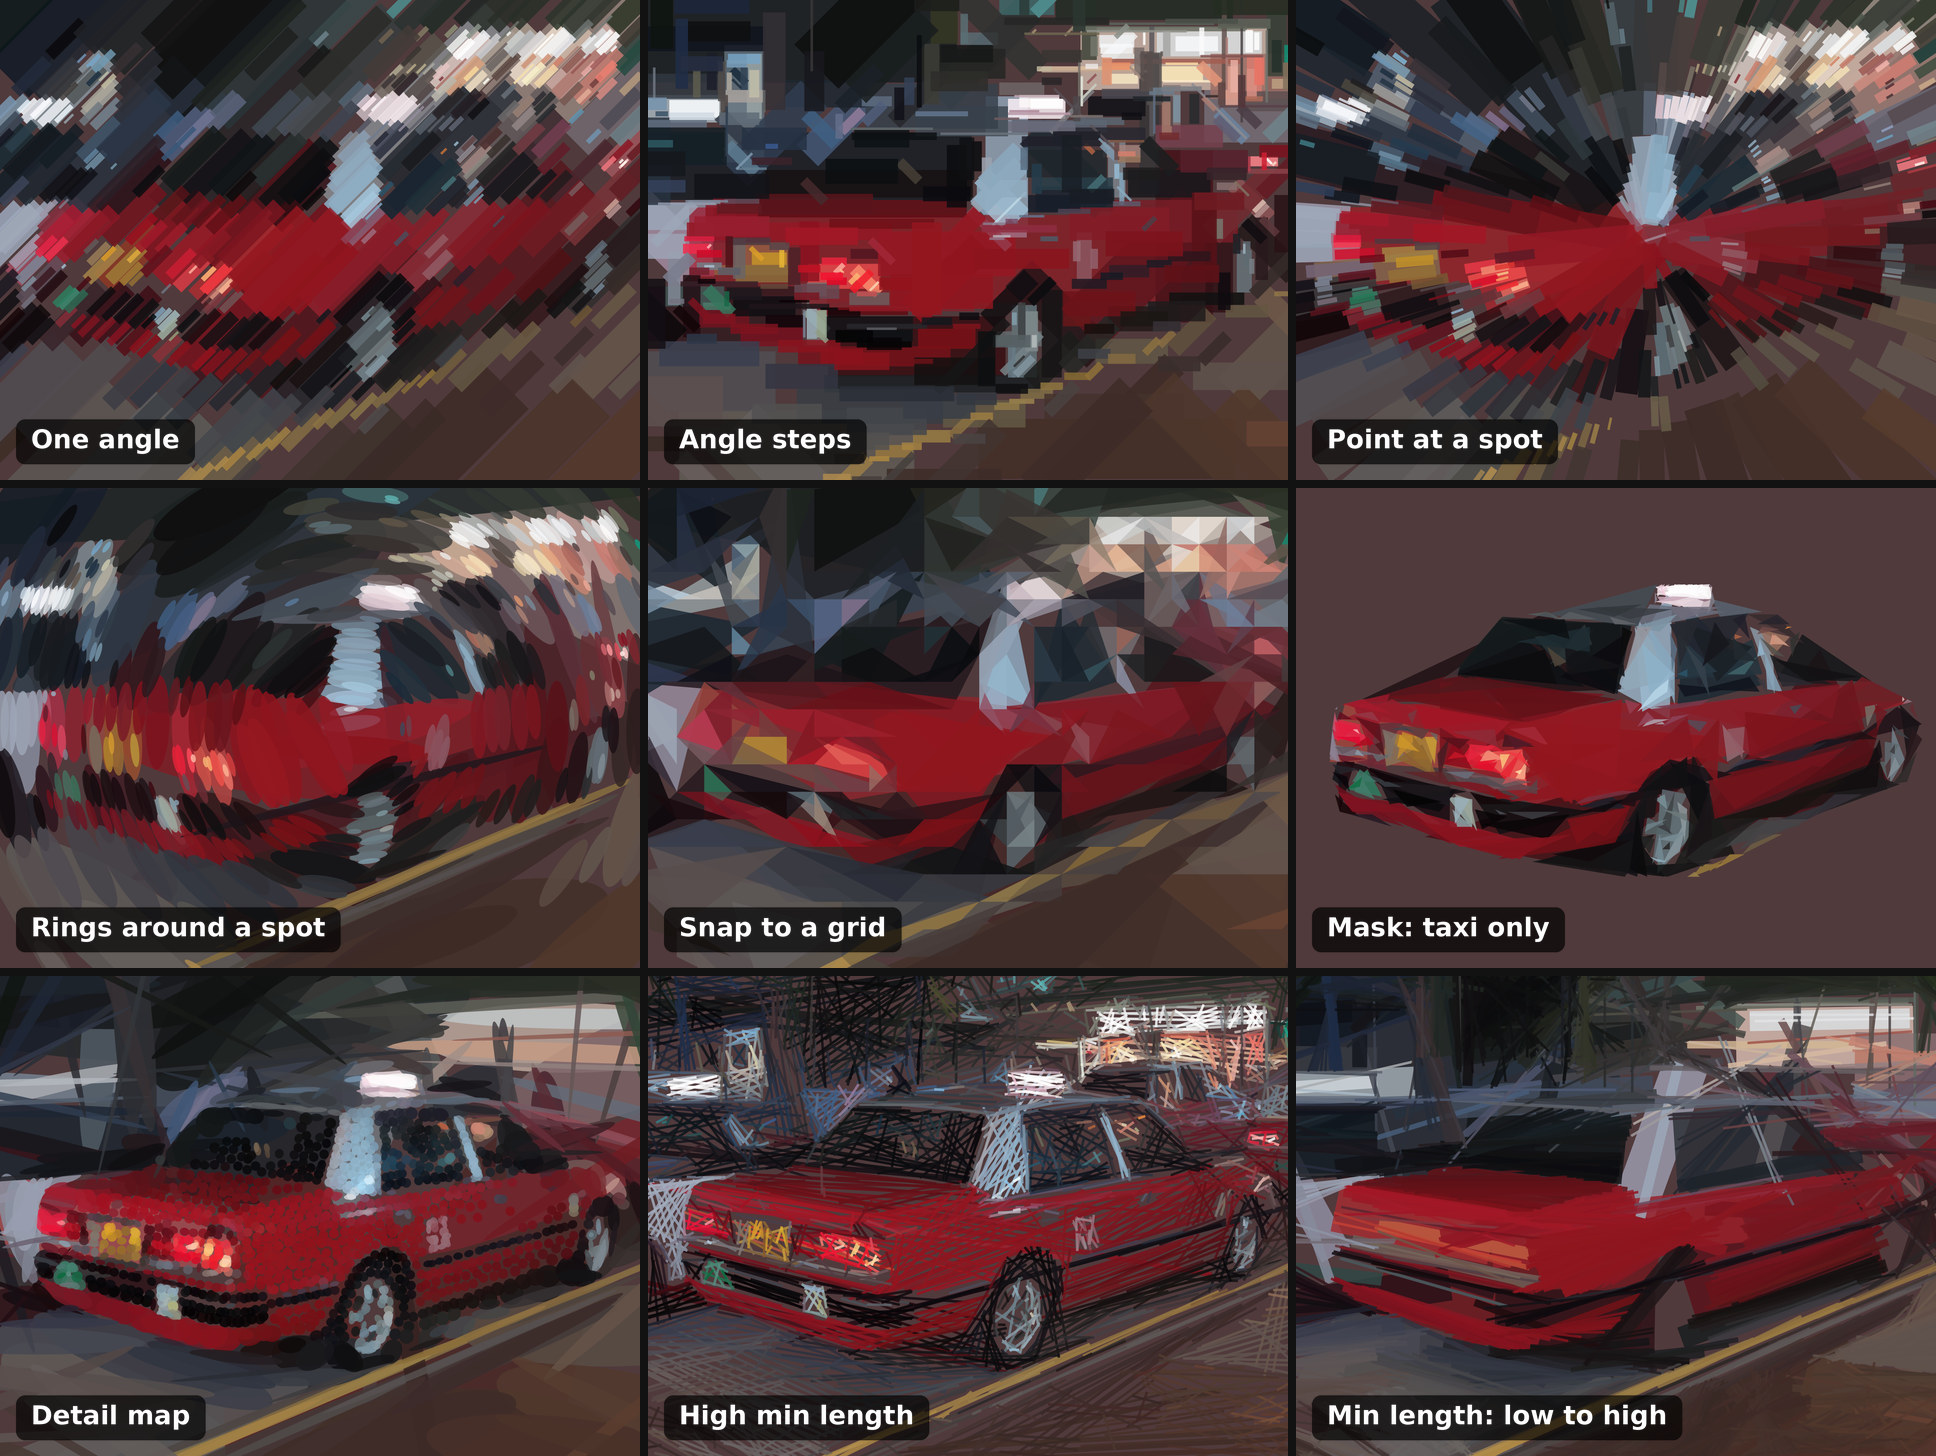 One angle
Angle steps
Point at a spot
Rings around a spot
Snap to a grid
Mask: taxi only
Detail map
High min length
Min length: low to high